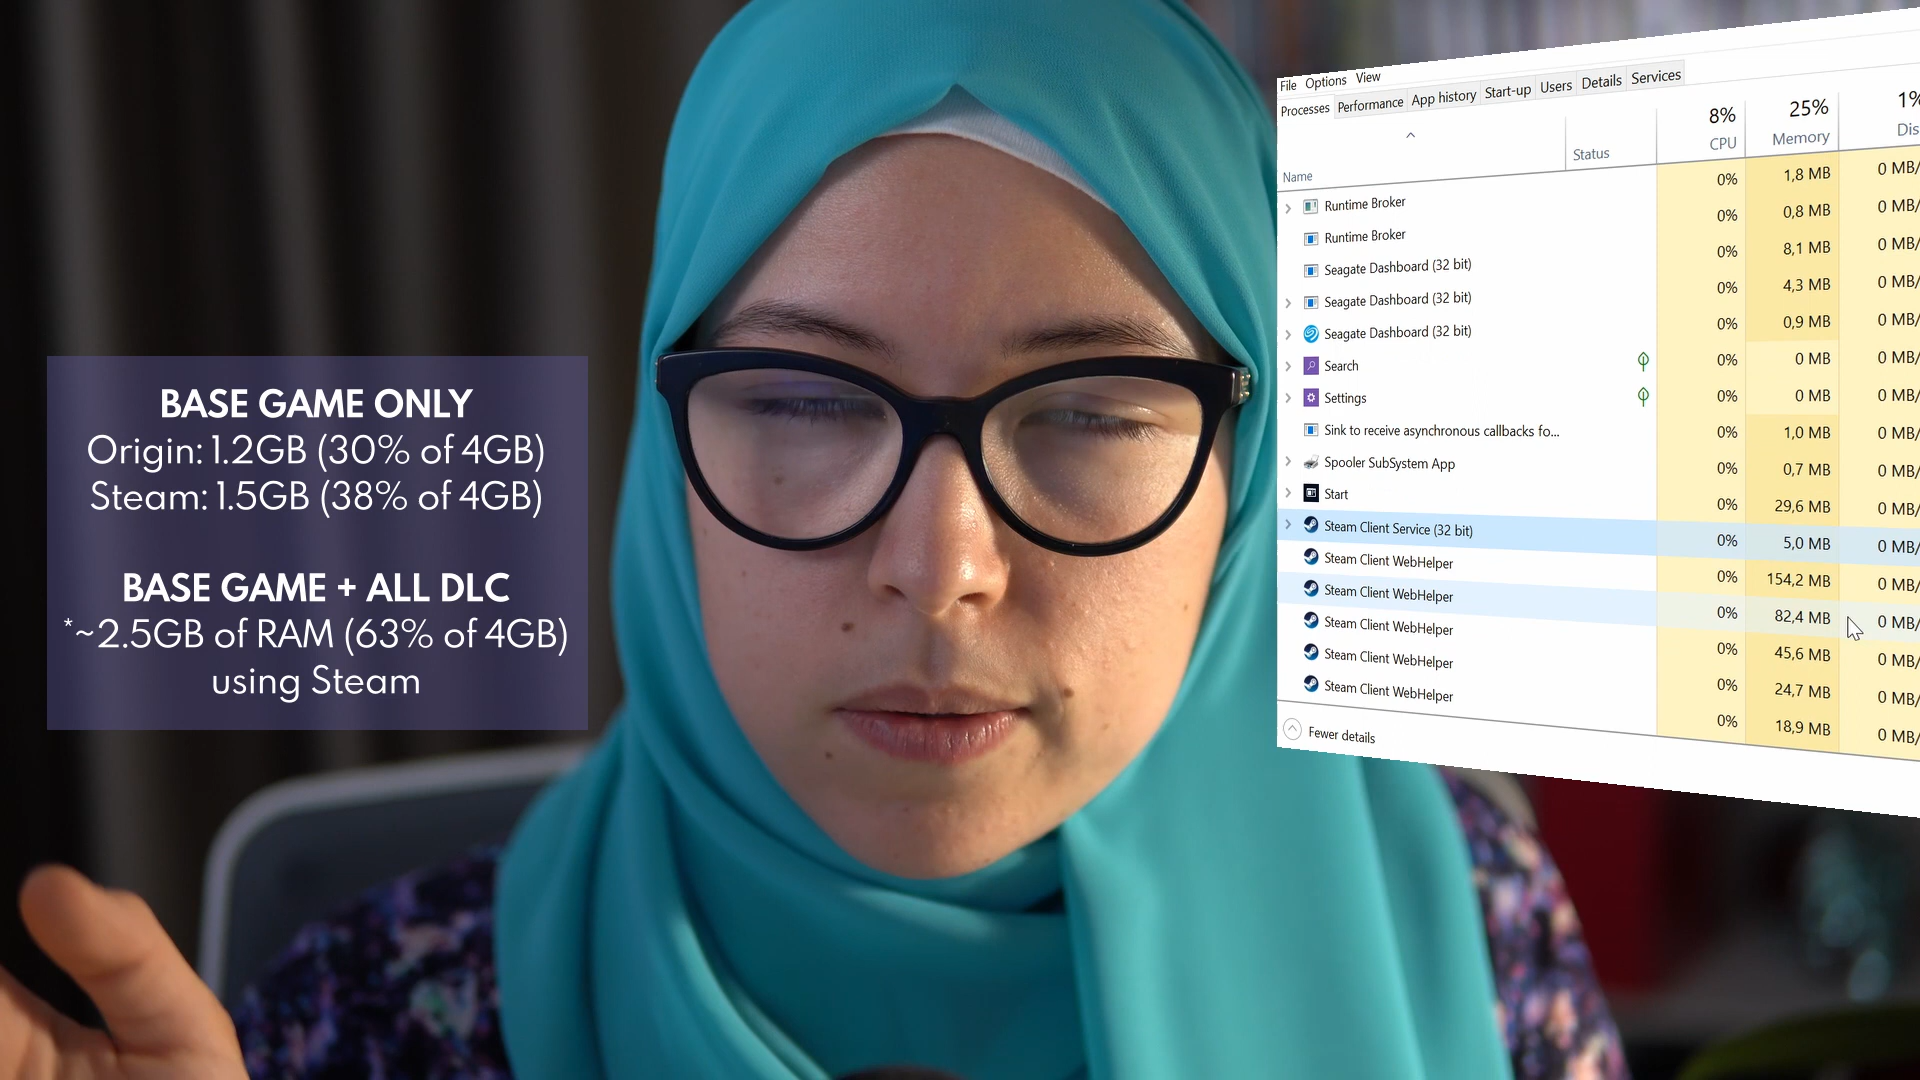 BASE GAME ONLY
Origin: 1.2GB (30% of 4GB)
Steam: 1.5GB (38% of 4GB)
BASE GAME + ALL DLC
*~2.5GB of RAM (63% of 4GB)
using Steam
File Options View
Processes Performance App history Start-up Users Details Services
8% 25% 1%
Name Status CPU Memory
0% 1,8 MB 0 MB/
Runtime Broker 0% 0,8 MB 0 MB/
Runtime Broker 0% 8,1 MB 0 MB/
Seagate Dashboard (32 bit) 0% 4,3 MB 0 MB/
Seagate Dashboard (32 bit) 0% 0,9 MB 0 MB/
Seagate Dashboard (32 bit) 0% 0 MB 0 MB/
Search 0% 0 MB 0 MB/
Settings 0% 1,0 MB 0 MB/
Sink to receive asynchronous callbacks fo... 0% 0,7 MB 0 MB/
Spooler SubSystem App 0% 29,6 MB 0 MB/
Start 0% 5,0 MB 0 MB/
Steam Client Service (32 bit) 0% 154,2 MB 0 MB/
Steam Client WebHelper 0% 82,4 MB 0 MB/
Steam Client WebHelper 0% 45,6 MB 0 MB/
Steam Client WebHelper 0% 24,7 MB 0 MB/
Steam Client WebHelper 0% 18,9 MB 0 MB/
Steam Client WebHelper
Fewer details